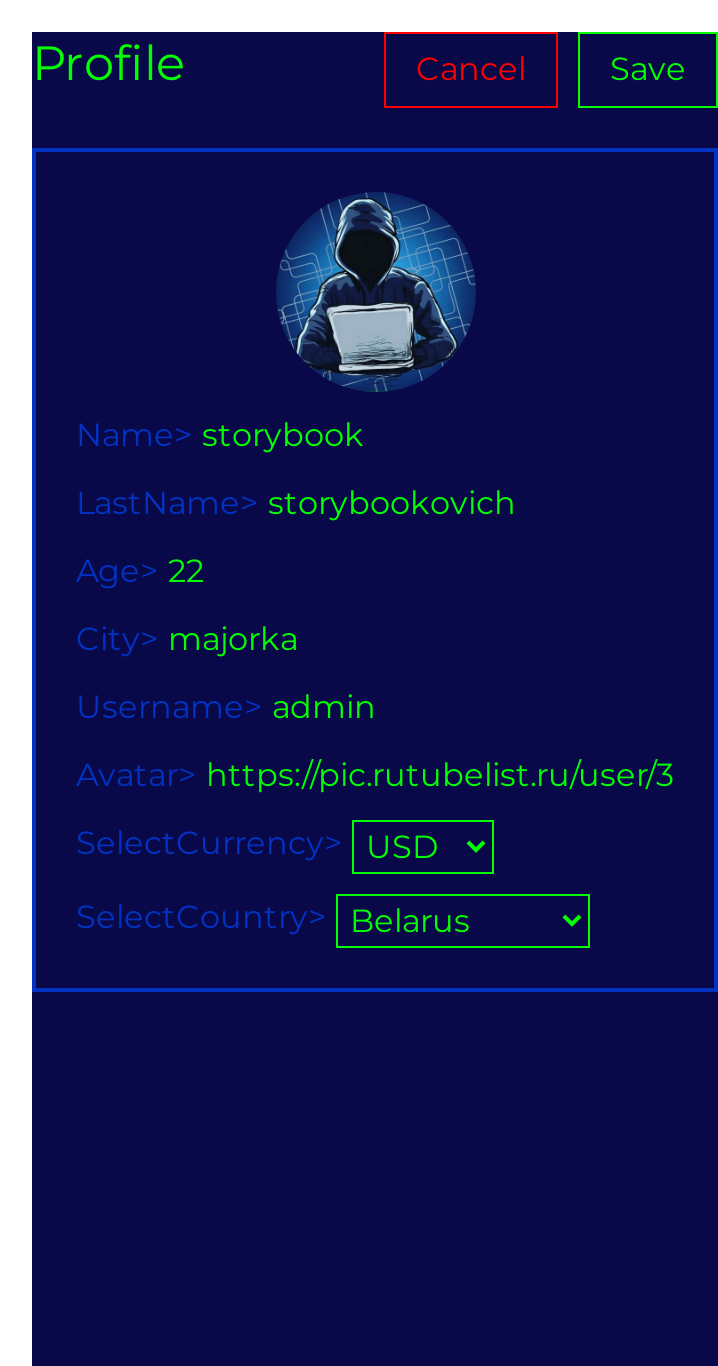 Profile
Cancel
Save
Name> storybook
LastName> storybookovich
Age> 22
City> majorka
Username> admin
Avatar> https://pic.rutubelist.ru/user/3
SelectCurrency> USD
SelectCountry> Belarus